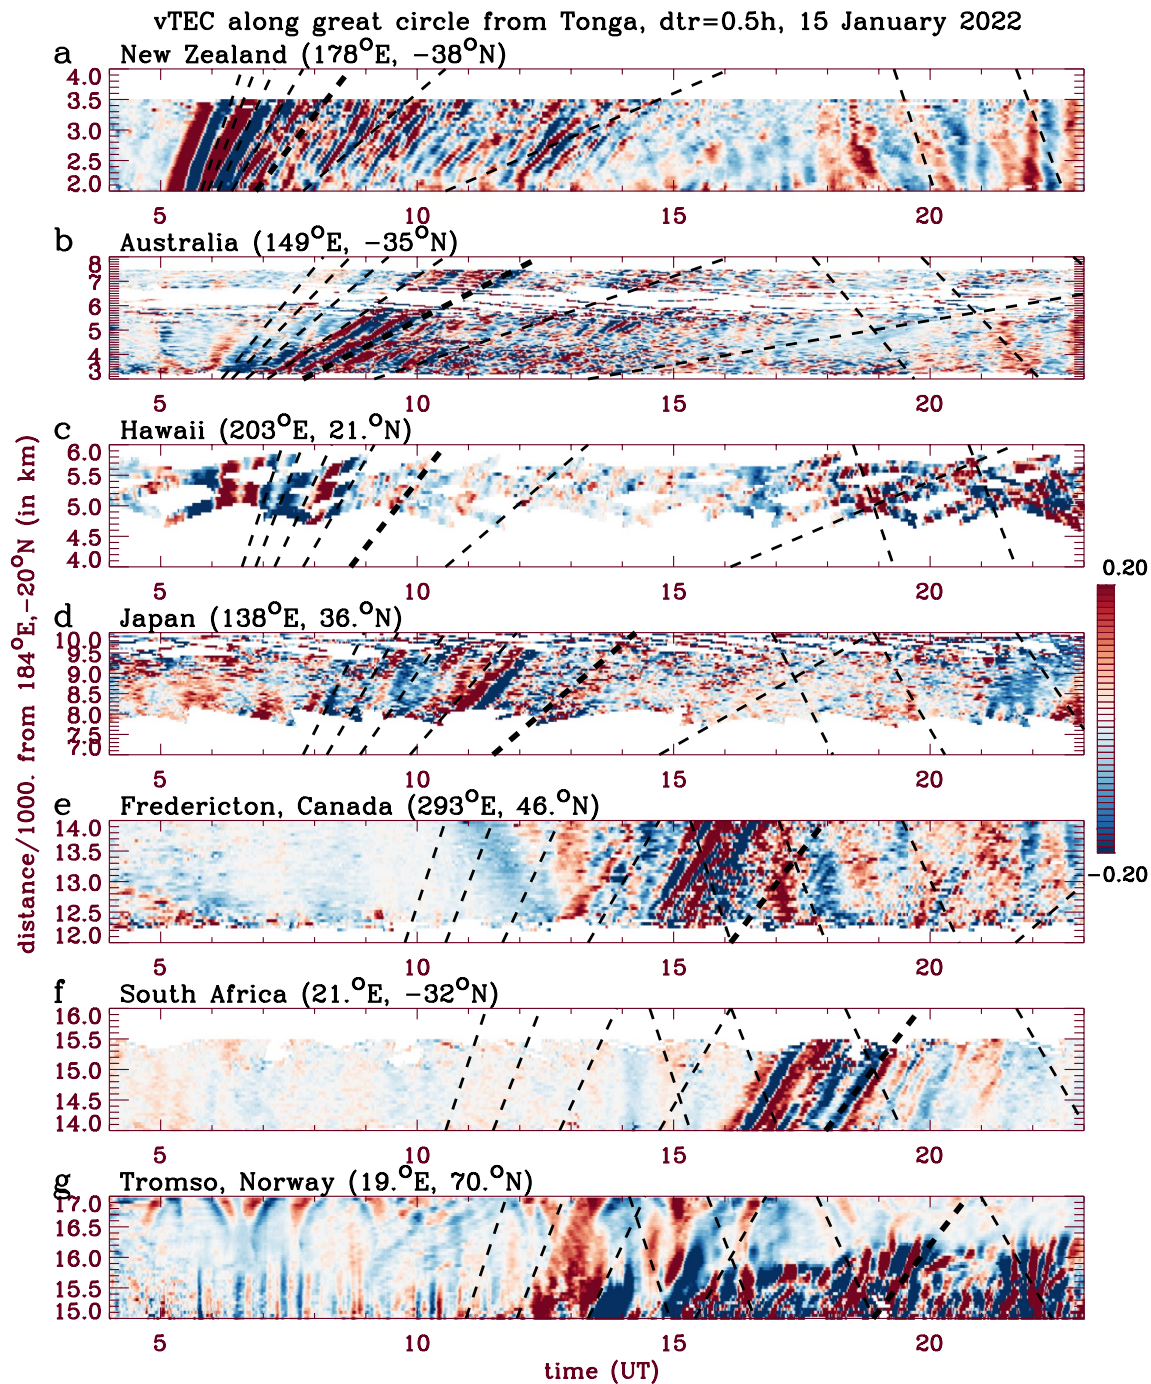 vTEC along great circle from Tonga, dtr=0.5h, 15 January 2022
a New Zealand (178°E, −38°N)
4.0
3.5
3.0
2.5
2.0
5 10 15 20
b Australia (149°E, −35°N)
8
7
6
5
4
3
5 10 15 20
c Hawaii (203°E, 21.°N)
6.0
5.5
5.0
4.5
4.0
5 10 15 20
d Japan (138°E, 36.°N)
10.0
9.5
9.0
8.5
8.0
7.5
7.0
5 10 15 20
e Fredericton, Canada (293°E, 46.°N)
14.0
13.5
13.0
12.5
12.0
5 10 15 20
f South Africa (21.°E, −32°N)
16.0
15.5
15.0
14.5
14.0
5 10 15 20
g Tromso, Norway (19.°E, 70.°N)
17.0
16.5
16.0
15.5
15.0
5 10 15 20
time (UT)
distance/1000. from 184°E,−20°N (in km)
0.20
−0.20